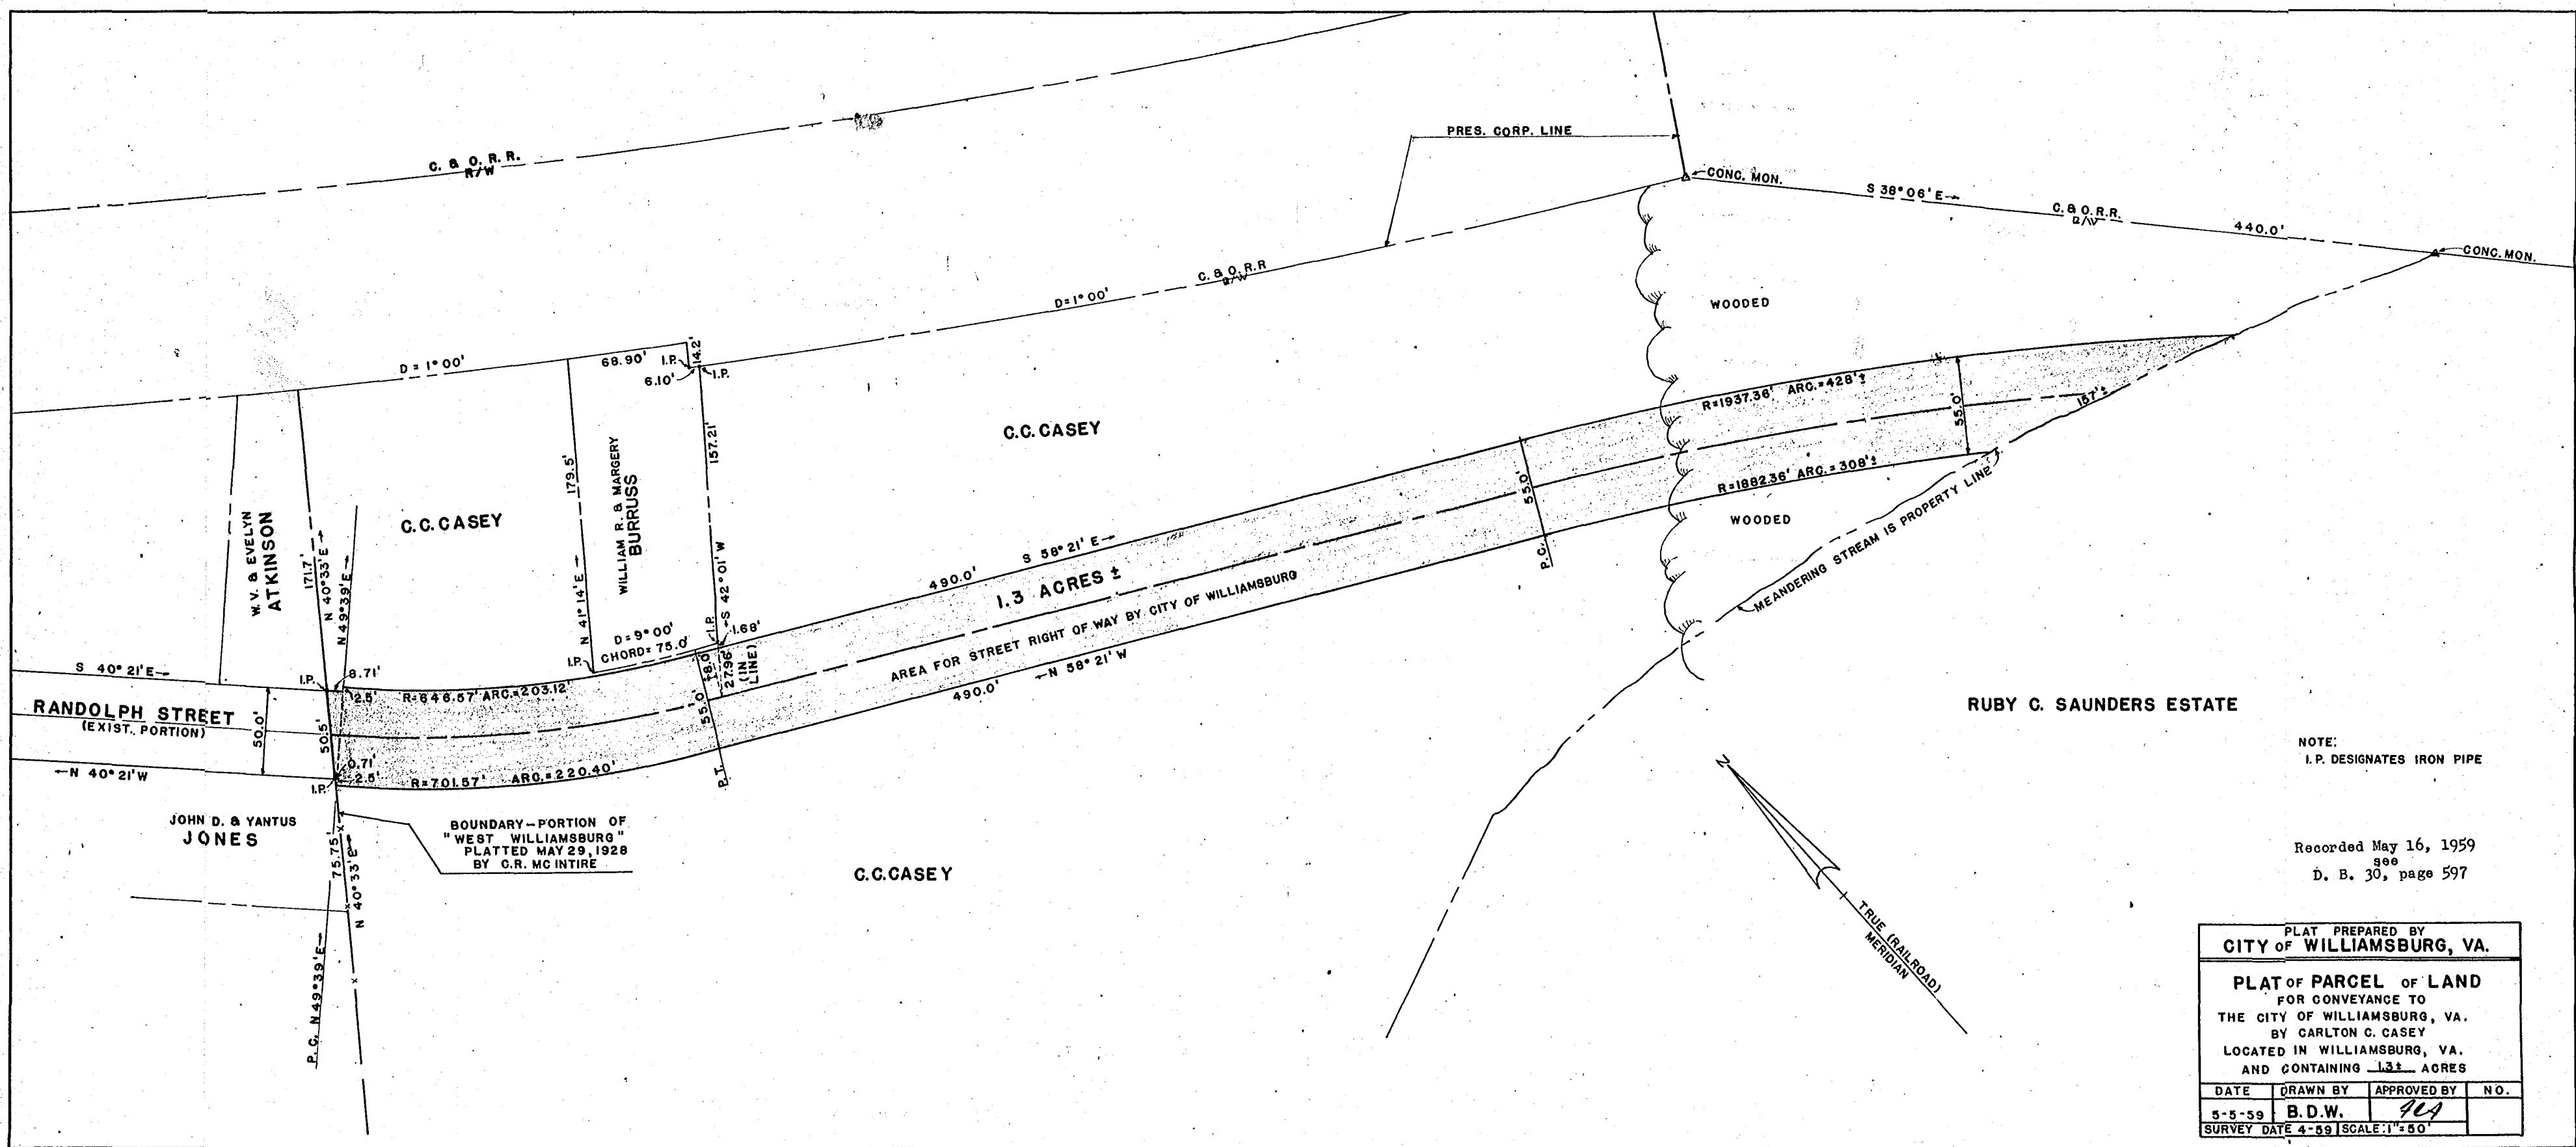 C. & O. R. R.
R/W
PRES. CORP. LINE
CONC. MON.
S 38° 06' E
C. & O. R.R.
R/W
440.0'
CONC. MON.
C. & O. R.R
R/W
D=1° 00'
WOODED
D = 1° 00'
68.90'
I.P.
14.2'
6.10'
I.P.
R=1937.36' ARC.=428'±
55.0'
157'±
C.C. CASEY
157.21'
179.5'
WILLIAM R. & MARGERY
BURRUSS
R=1882.36' ARC.=308'±
55.0'
WOODED
W. V. & EVELYN
ATKINSON
171.7'
N 40° 33' E
N 49° 39' E
C. C. CASEY
P. C.
MEANDERING STREAM IS PROPERTY LINE
S 58° 21' E
490.0'
1.3 ACRES ±
AREA FOR STREET RIGHT OF WAY BY CITY OF WILLIAMSBURG
490.0'
N 58° 21' W
N 41° 14' E
D=9° 00'
CHORD= 75.0'
I.P.
I.P.
S 42° 01' W
1.68'
18.0'
27.96'
(IN
LINE)
55.0'
P. T.
S 40° 21' E
I.P.
8.71'
2.5'
R=646.57' ARC.=203.12'
RANDOLPH STREET
(EXIST. PORTION)
50.0'
50.5'
N 40° 21' W
0.71'
2.5'
I.P.
R=701.57' ARC.=220.40'
RUBY C. SAUNDERS ESTATE
NOTE:
I. P. DESIGNATES IRON PIPE
N
TRUE (RAILROAD)
MERIDIAN
JOHN D. & YANTUS
JONES
75.75'
N 40° 33' E
BOUNDARY-PORTION OF
"WEST WILLIAMSBURG"
PLATTED MAY 29, 1928
BY C.R. MC INTIRE
C.C. CASEY
P. C. N 49° 39' E
Recorded May 16, 1959
see
D. B. 30, page 597
PLAT PREPARED BY
CITY OF WILLIAMSBURG, VA.
PLAT OF PARCEL OF LAND
FOR CONVEYANCE TO
THE CITY OF WILLIAMSBURG, VA.
BY CARLTON C. CASEY
LOCATED IN WILLIAMSBURG, VA.
AND CONTAINING 1.3± ACRES
DATE DRAWN BY APPROVED BY NO.
5-5-59 B. D. W.
SURVEY DATE 4-59 SCALE: 1"=50'